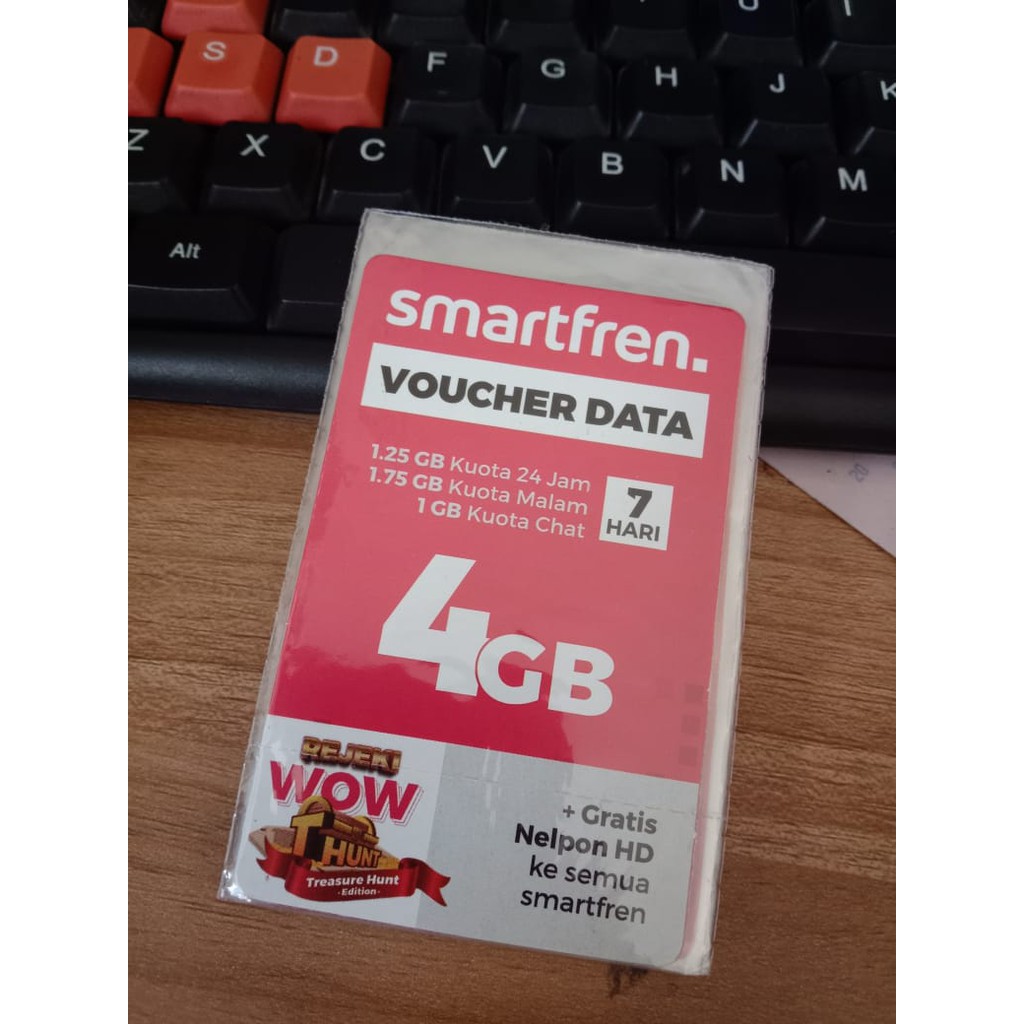 U I
S D F G H J K
Z X C V B N M
Alt
smartfren.
VOUCHER DATA
1.25 GB Kuota 24 Jam
1.75 GB Kuota Malam
1 GB Kuota Chat
7
HARI
4GB
REJEKI
WOW
T HUNT
Treasure Hunt
·Edition·
+ Gratis
Nelpon HD
ke semua
smartfren